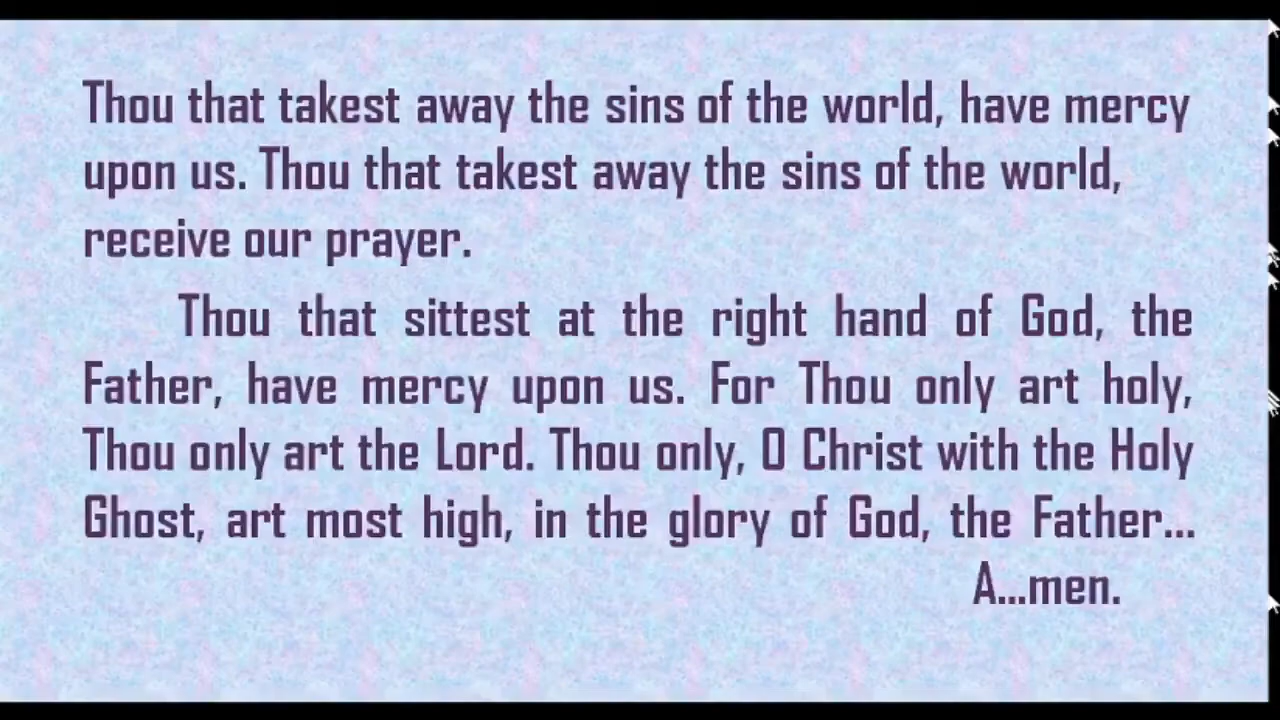 Thou that takest away the sins of the world, have mercy
upon us. Thou that takest away the sins of the world,
receive our prayer.
Thou that sittest at the right hand of God, the
Father, have mercy upon us. For Thou only art holy,
Thou only art the Lord. Thou only, O Christ with the Holy
Ghost, art most high, in the glory of God, the Father...
A...men.